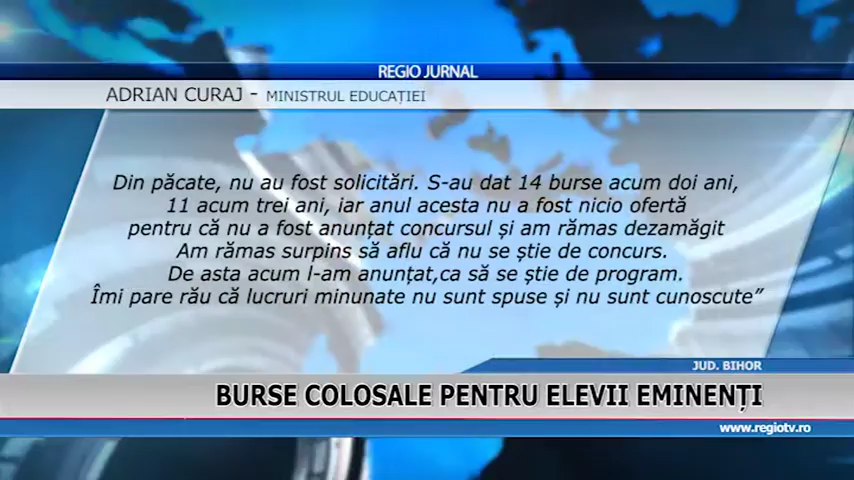 REGIO JURNAL
ADRIAN CURAJ - MINISTRUL EDUCAȚIEI
Din păcate, nu au fost solicitări. S-au dat 14 burse acum doi ani,
11 acum trei ani, iar anul acesta nu a fost nicio ofertă
pentru că nu a fost anunțat concursul și am rămas dezamăgit
Am rămas surpins să aflu că nu se știe de concurs.
De asta acum l-am anunțat,ca să se știe de program.
Îmi pare rău că lucruri minunate nu sunt spuse și nu sunt cunoscute”
JUD. BIHOR
BURSE COLOSALE PENTRU ELEVII EMINENȚI
www.regiotv.ro